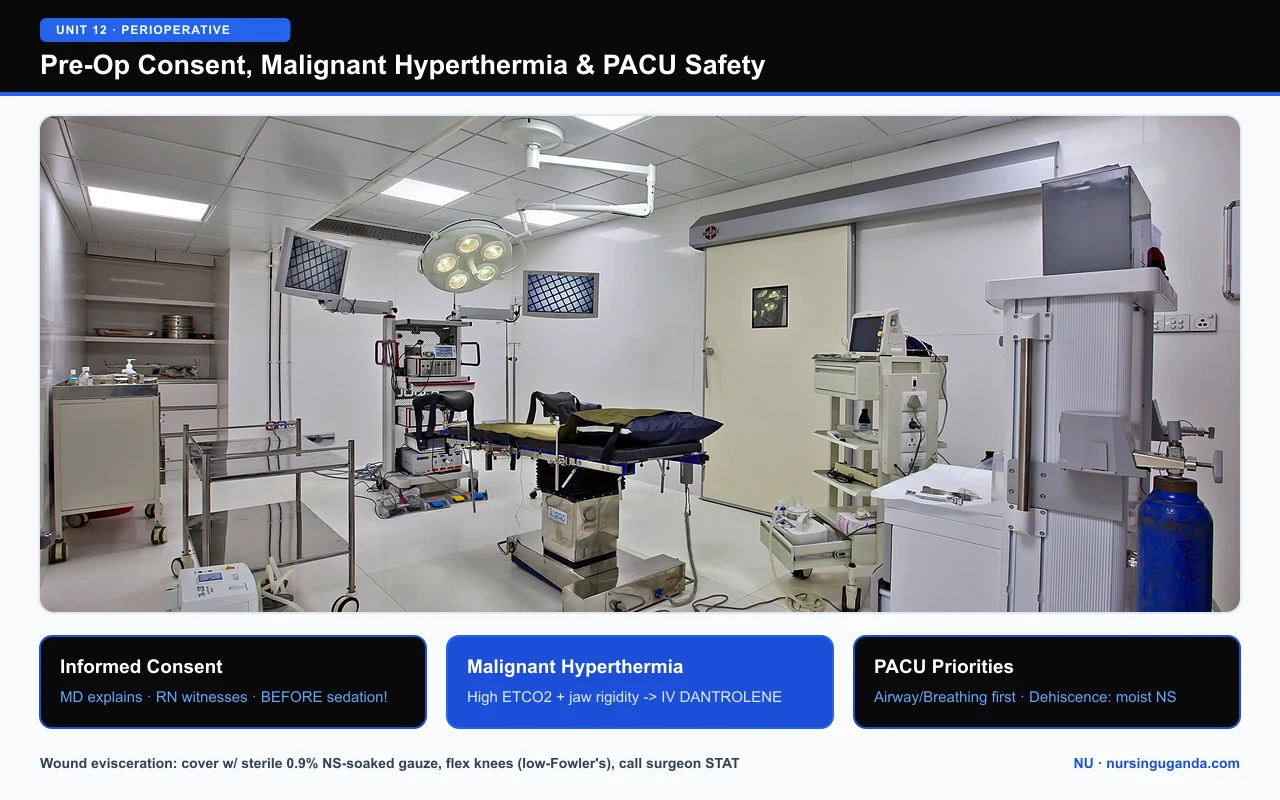 UNIT 12 · PERIOPERATIVE
Pre-Op Consent, Malignant Hyperthermia & PACU Safety
Informed Consent
MD explains · RN witnesses · BEFORE sedation!
Malignant Hyperthermia
High ETCO2 + jaw rigidity -> IV DANTROLENE
PACU Priorities
Airway/Breathing first · Dehiscence: moist NS
Wound evisceration: cover w/ sterile 0.9% NS-soaked gauze, flex knees (low-Fowler's), call surgeon STAT
NU · nursinguganda.com